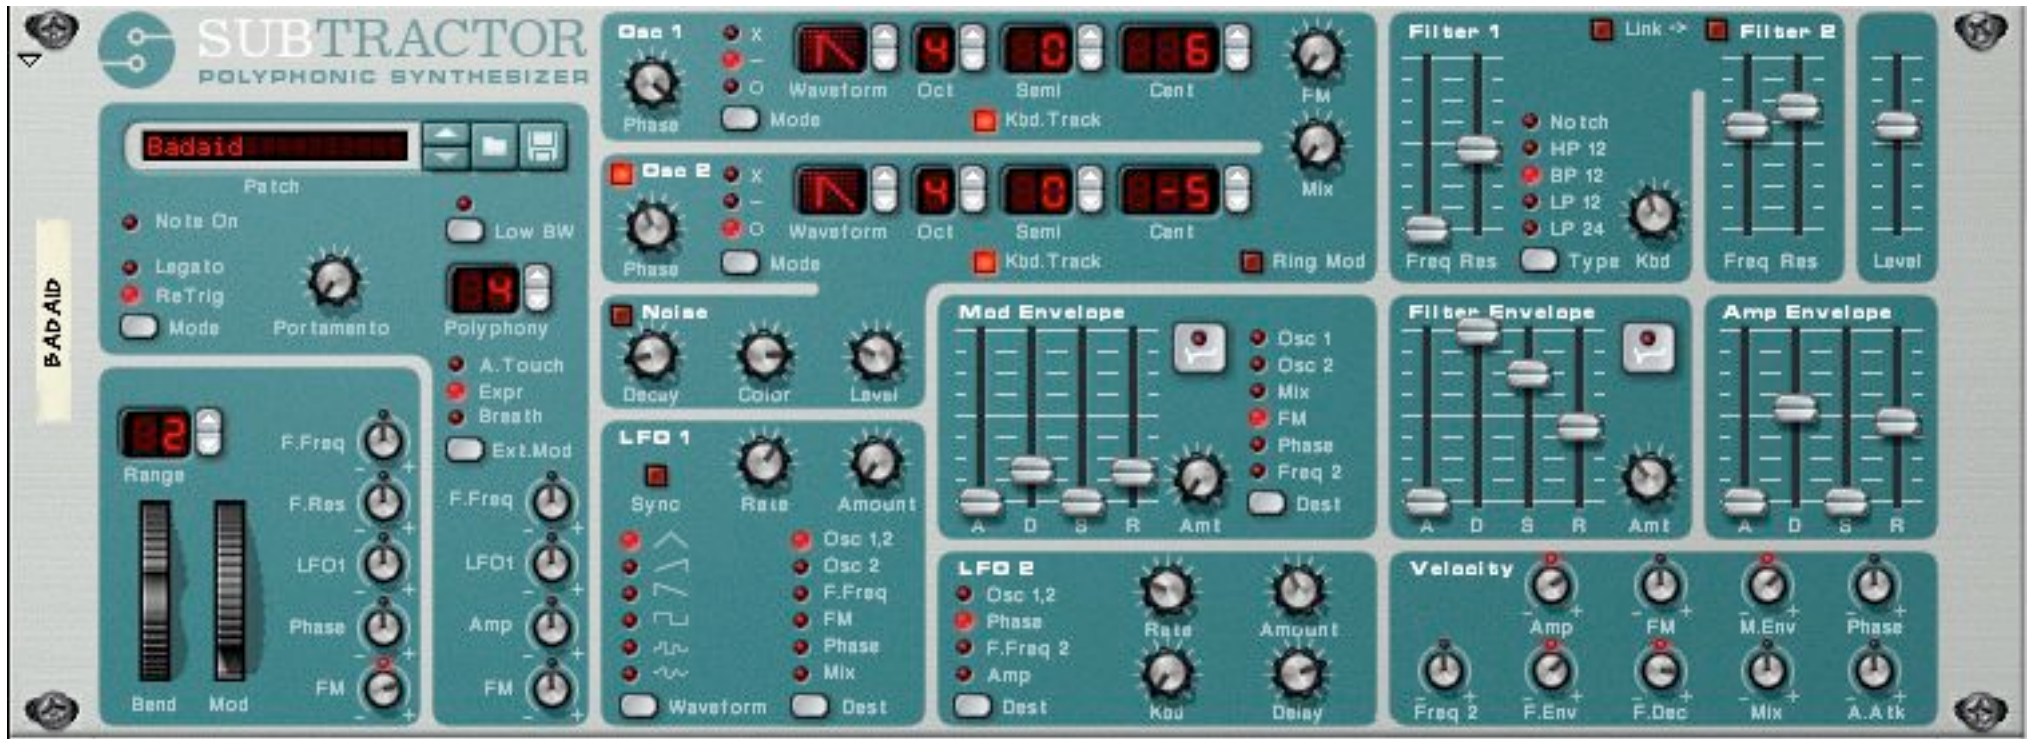 SUBTRACTOR
POLYPHONIC SYNTHESIZER
Badaid
Patch
Note On
Legato
ReTrig
Mode
Portamento
Low BW
4
Polyphony
BADAID
2
Range
Bend
Mod
F.Freq
F.Res
LFO1
Phase
FM
A.Touch
Expr
Breath
Ext.Mod
F.Freq
LFO1
Amp
FM
Osc 1
Phase
X
-
O
Mode
Waveform
4
Oct
0
Semi
6
Cent
Kbd.Track
FM
Mix
Osc 2
Phase
X
-
O
Mode
Waveform
4
Oct
0
Semi
-5
Cent
Kbd.Track
Ring Mod
Noise
Decay
Color
Level
LFO 1
Sync
Rate
Amount
Osc 1,2
Osc 2
F.Freq
FM
Phase
Mix
Waveform
Dest
Mod Envelope
A D S R
Amt
Osc 1
Osc 2
Mix
FM
Phase
Freq 2
Dest
LFO 2
Osc 1,2
Phase
F.Freq 2
Amp
Dest
Rate
Amount
Kbd
Delay
Filter 1
Link ->
Freq Res
Notch
HP 12
BP 12
LP 12
LP 24
Type
Kbd
Filter 2
Freq Res
Level
Filter Envelope
A D S R
Amt
Amp Envelope
A D S R
Velocity
Amp
FM
M.Env
Phase
Freq 2
F.Env
F.Dec
Mix
A.Atk